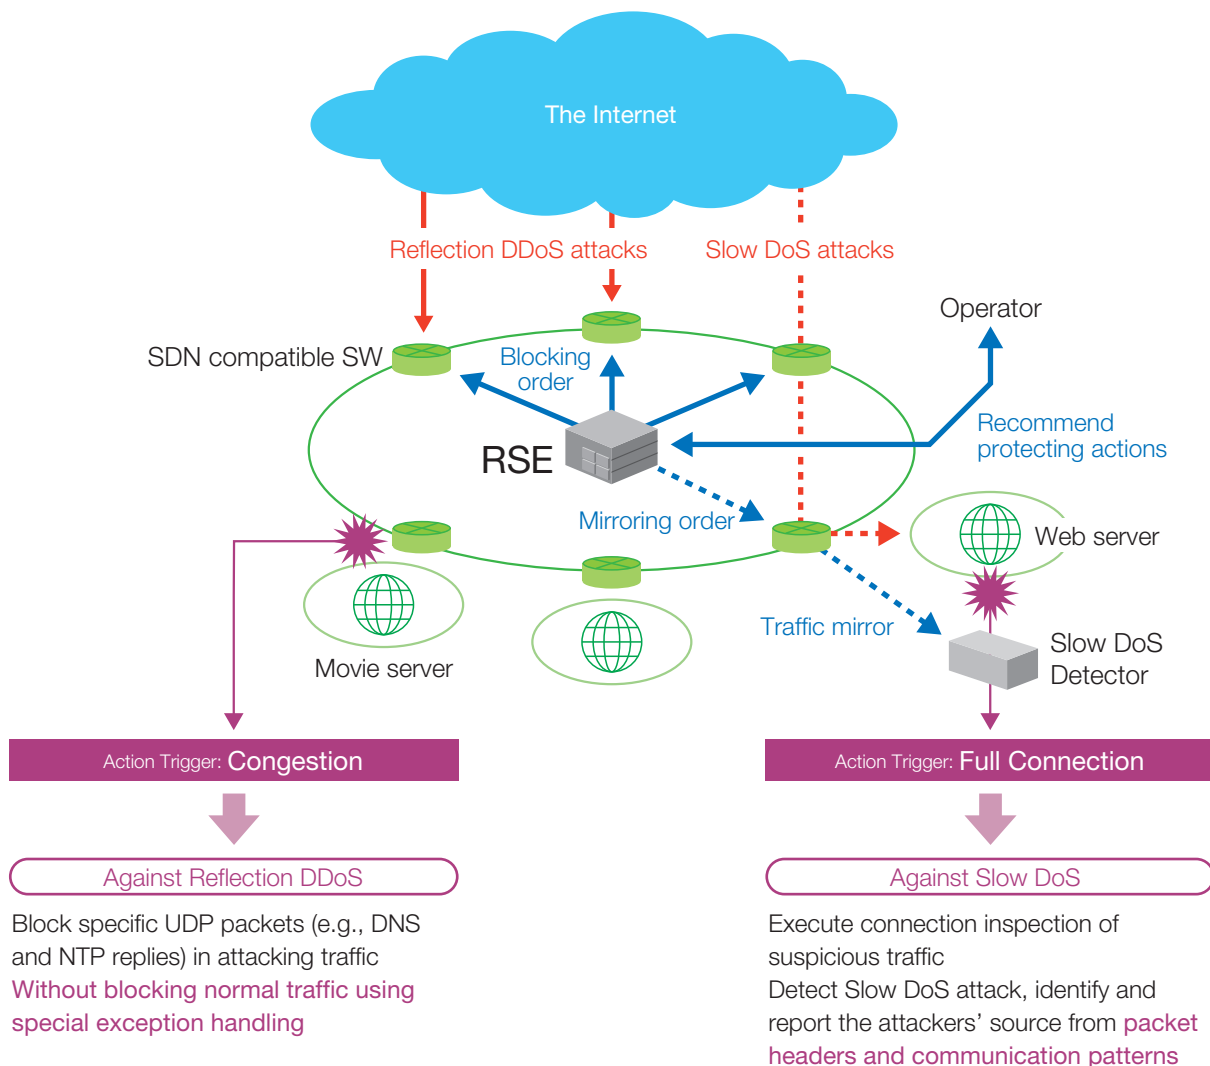 The Internet
Reflection DDoS attacks
Slow DoS attacks
Operator
SDN compatible SW
Blocking
order
Recommend
protecting actions
RSE
Mirroring order
Web server
Traffic mirror
Slow DoS
Detector
Movie server
Action Trigger: Congestion
Against Reflection DDoS
Block specific UDP packets (e.g., DNS
and NTP replies) in attacking traffic
Without blocking normal traffic using
special exception handling
Action Trigger: Full Connection
Against Slow DoS
Execute connection inspection of
suspicious traffic
Detect Slow DoS attack, identify and
report the attackers’ source from packet
headers and communication patterns